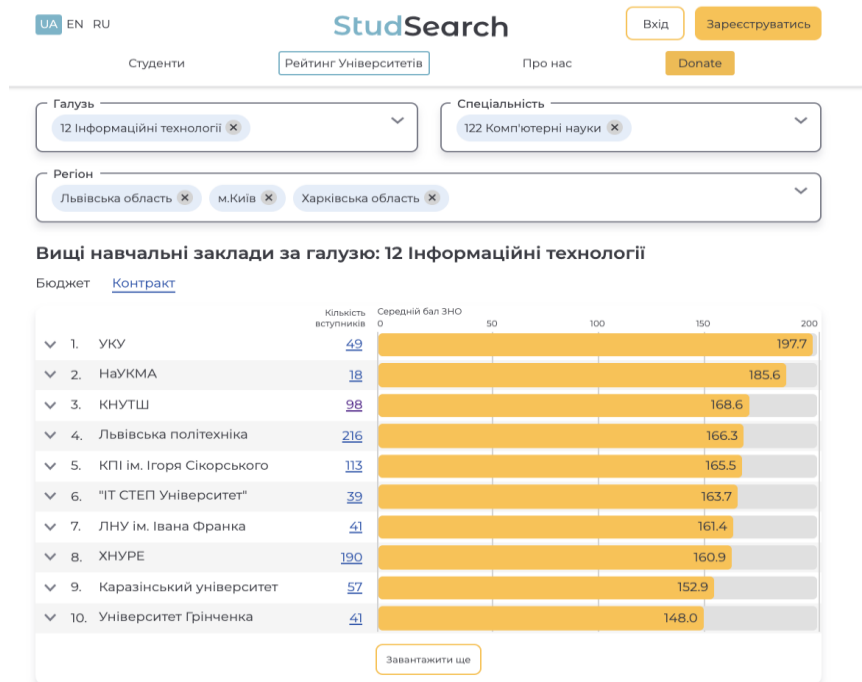 UA EN RU
StudSearch
Вхід
Зареєструватись
Студенти
Рейтинг Університетів
Про нас
Donate
Галузь
12 Інформаційні технології
Спеціальність
122 Комп'ютерні науки
Регіон
Львівська область м.Київ Харківська область
Вищі навчальні заклади за галузю: 12 Інформаційні технології
Бюджет Контракт
Кількість вступників
Середній бал ЗНО
0 50 100 150 200
1. УКУ 49 197.7
2. НаУКМА 18 185.6
3. КНУТШ 98 168.6
4. Львівська політехніка 216 166.3
5. КПІ ім. Ігоря Сікорського 113 165.5
6. "ІТ СТЕП Університет" 39 163.7
7. ЛНУ ім. Івана Франка 41 161.4
8. ХНУРЕ 190 160.9
9. Каразінський університет 57 152.9
10. Університет Грінченка 41 148.0
Завантажити ще